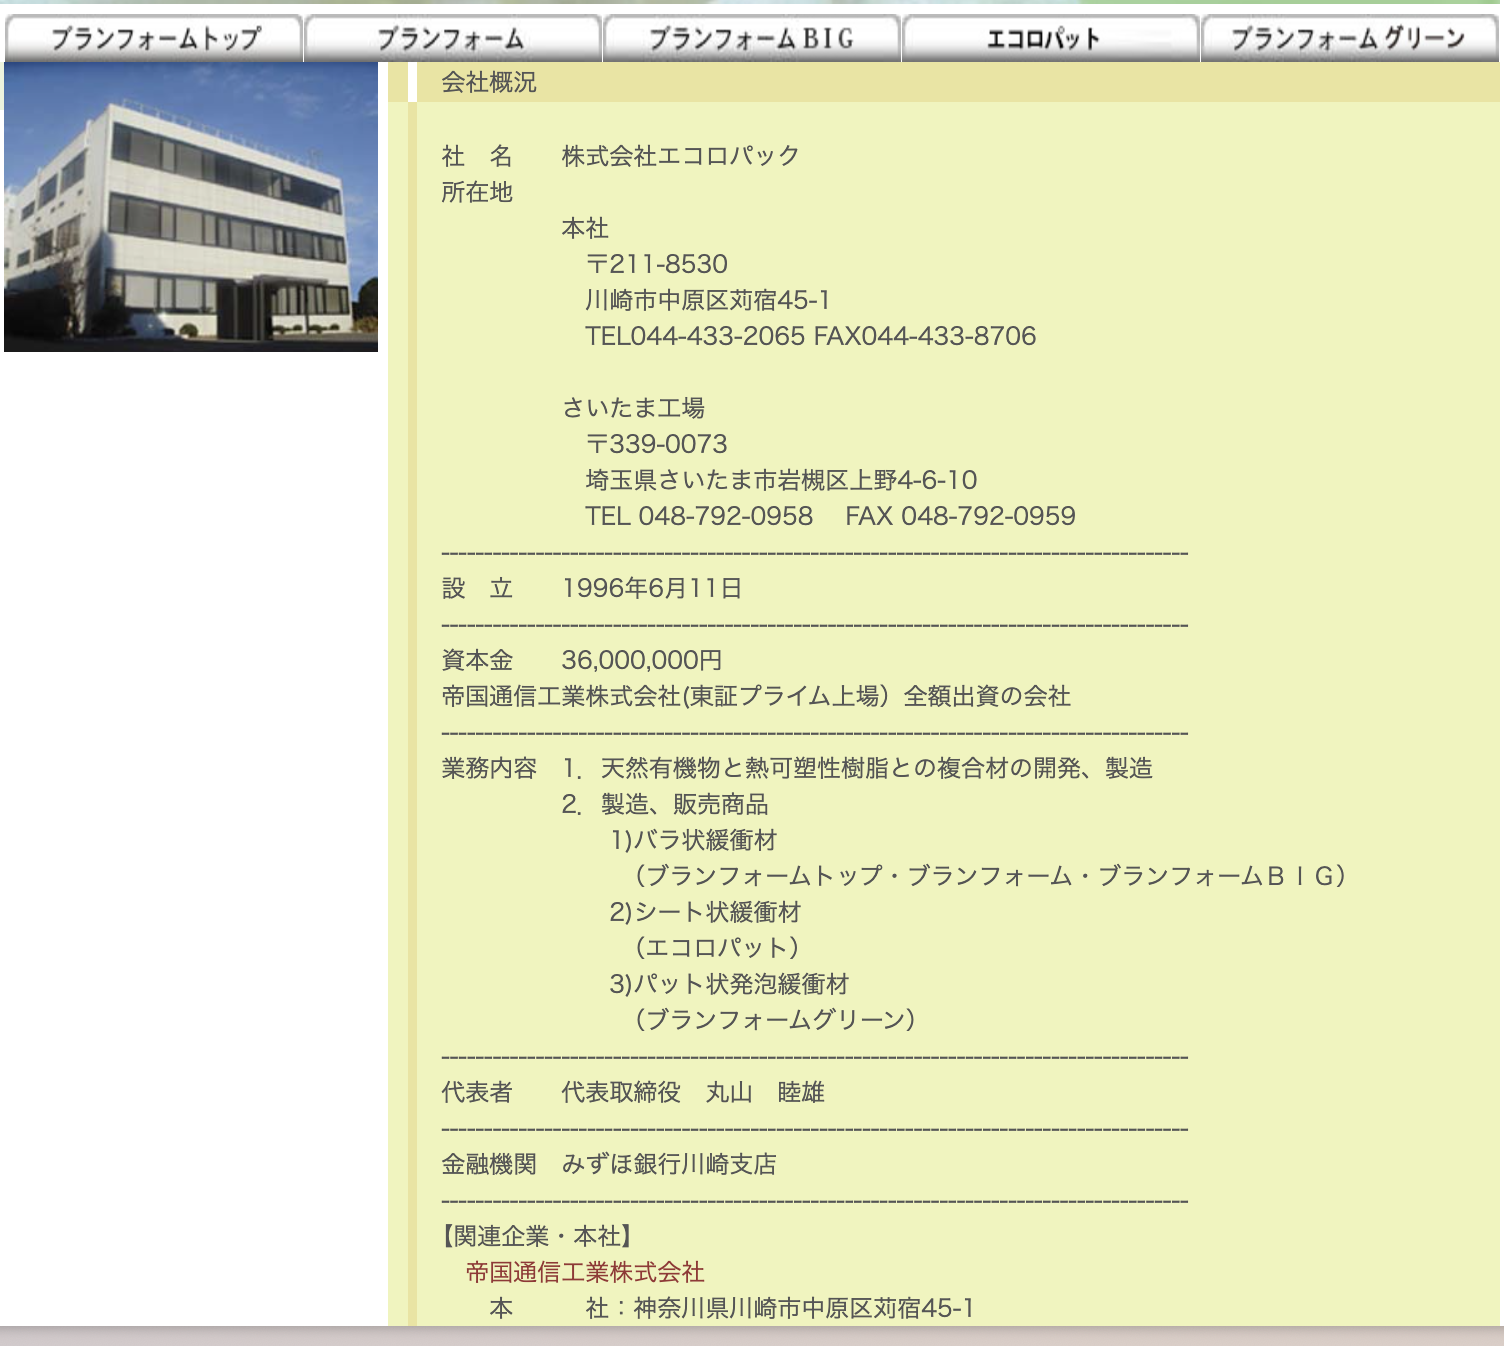 ブランフォームトップ
ブランフォーム
ブランフォームBIG
エコロパット
ブランフォーム グリーン
会社概況
社　名　　株式会社エコロパック
所在地
本社
〒211-8530
川崎市中原区苅宿45-1
TEL044-433-2065 FAX044-433-8706
さいたま工場
〒339-0073
埼玉県さいたま市岩槻区上野4-6-10
TEL 048-792-0958　FAX 048-792-0959
設　立　　1996年6月11日
資本金　　36,000,000円
帝国通信工業株式会社(東証プライム上場）全額出資の会社
業務内容　1．天然有機物と熱可塑性樹脂との複合材の開発、製造
2．製造、販売商品
1)バラ状緩衝材
（ブランフォームトップ・ブランフォーム・ブランフォームＢＩＧ）
2)シート状緩衝材
（エコロパット）
3)パット状発泡緩衝材
（ブランフォームグリーン）
代表者　　代表取締役　丸山　睦雄
金融機関　みずほ銀行川崎支店
【関連企業・本社】
帝国通信工業株式会社
本　　　社：神奈川県川崎市中原区苅宿45-1